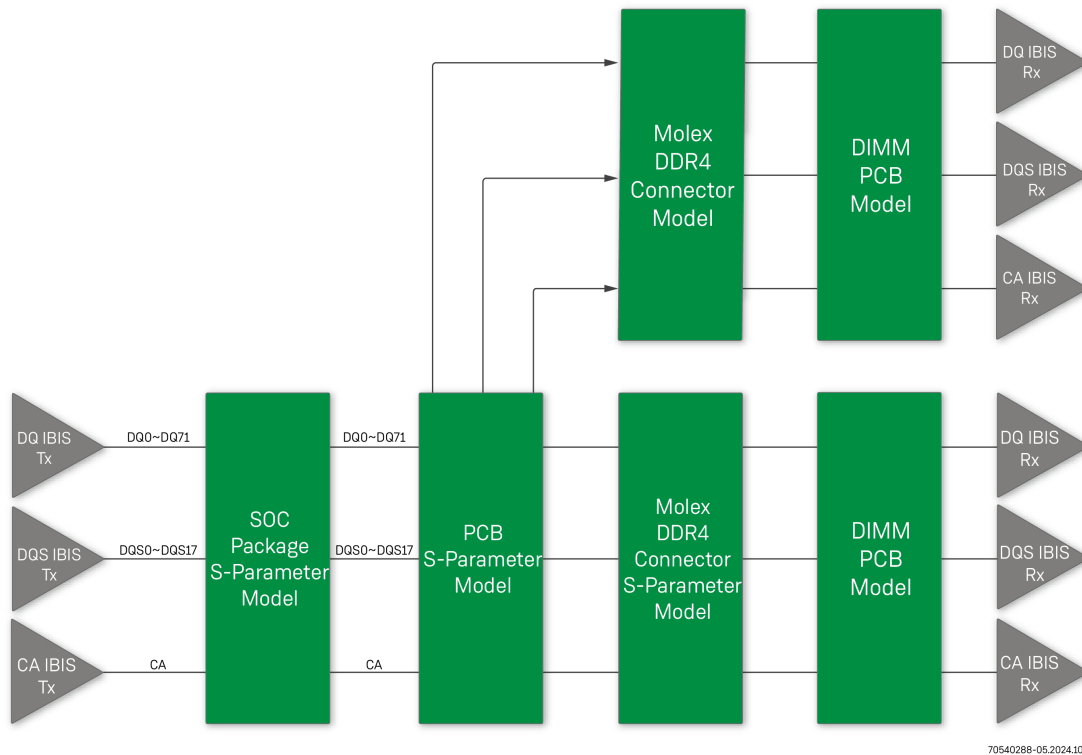 DQ IBIS
Rx
Molex
DDR4
Connector
Model
DIMM
PCB
Model
DQS IBIS
Rx
CA IBIS
Rx
DQ IBIS
Tx
DQ0~DQ71
DQ0~DQ71
DQ IBIS
Rx
DQS IBIS
Tx
DQS0~DQS17
SOC
Package
S-Parameter
Model
DQS0~DQS17
PCB
S-Parameter
Model
Molex
DDR4
Connector
S-Parameter
Model
DIMM
PCB
Model
DQS IBIS
Rx
CA IBIS
Tx
CA
CA
CA IBIS
Rx
70540288-05.2024.10